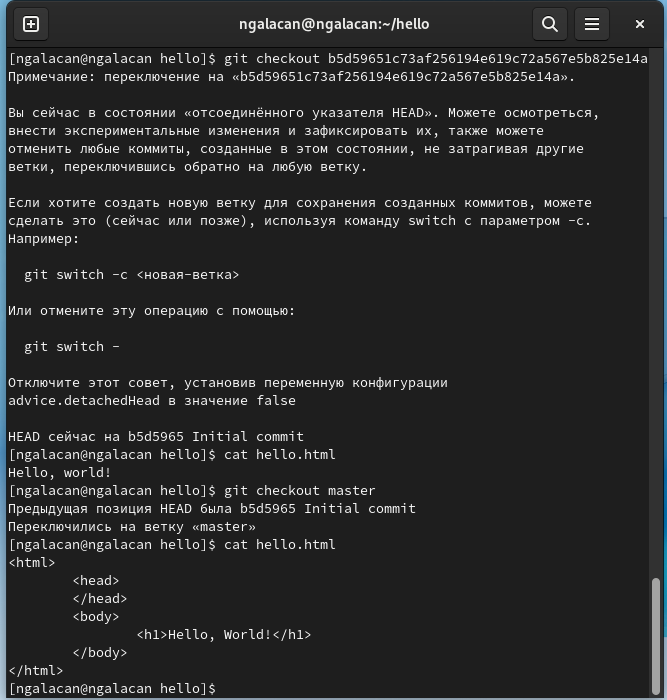 ngalacan@ngalacan:~/hello
[ngalacan@ngalacan hello]$ git checkout b5d59651c73af256194e619c72a567e5b825e14a
Примечание: переключение на «b5d59651c73af256194e619c72a567e5b825e14a».
Вы сейчас в состоянии «отсоединённого указателя HEAD». Можете осмотреться,
внести экспериментальные изменения и зафиксировать их, также можете
отменить любые коммиты, созданные в этом состоянии, не затрагивая другие
ветки, переключившись обратно на любую ветку.
Если хотите создать новую ветку для сохранения созданных коммитов, можете
сделать это (сейчас или позже), используя команду switch с параметром -c.
Например:
  git switch -c <новая-ветка>
Или отмените эту операцию с помощью:
  git switch -
Отключите этот совет, установив переменную конфигурации
advice.detachedHead в значение false
HEAD сейчас на b5d5965 Initial commit
[ngalacan@ngalacan hello]$ cat hello.html
Hello, world!
[ngalacan@ngalacan hello]$ git checkout master
Предыдущая позиция HEAD была b5d5965 Initial commit
Переключились на ветку «master»
[ngalacan@ngalacan hello]$ cat hello.html
<html>
        <head>
        </head>
        <body>
                <h1>Hello, World!</h1>
        </body>
</html>
[ngalacan@ngalacan hello]$